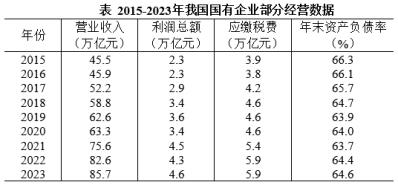 表 2015-2023年我国国有企业部分经营数据
年份 营业收入（万亿元） 利润总额（万亿元） 应缴税费（万亿元） 年末资产负债率（%）
2015 45.5 2.3 3.9 66.3
2016 45.9 2.3 3.8 66.1
2017 52.2 2.9 4.2 65.7
2018 58.8 3.4 4.6 64.7
2019 62.6 3.6 4.6 63.9
2020 63.3 3.4 4.6 64.0
2021 75.6 4.5 5.4 63.7
2022 82.6 4.3 5.9 64.4
2023 85.7 4.6 5.9 64.6